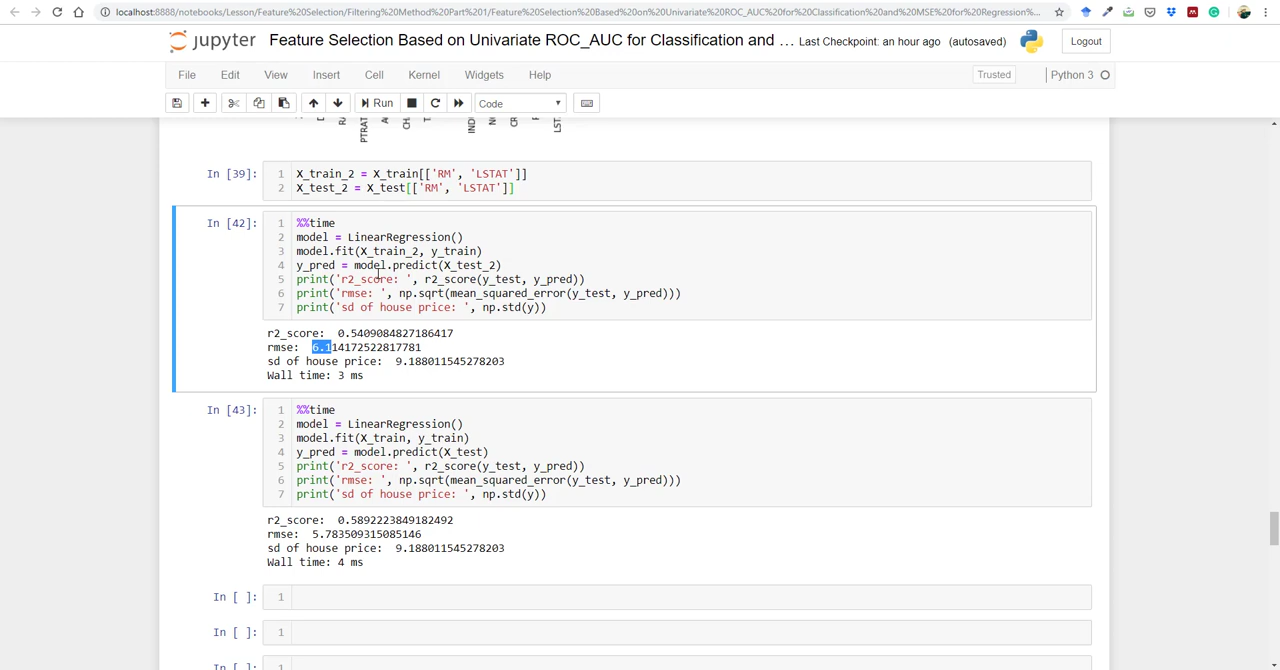 localhost:8888/notebooks/Lesson/Feature%20Selection/Filtering%20Method%20Part%201/Feature%20Selection%20Based%20on%20Univariate%20ROC_AUC%20for%20Classification%20and%20MSE%20for%20Regression%...
jupyter Feature Selection Based on Univariate ROC_AUC for Classification and ... Last Checkpoint: an hour ago (autosaved) Logout
File Edit View Insert Cell Kernel Widgets Help Trusted Python 3
Run Code
PTRAT IND LST
In [39]:
1 X_train_2 = X_train[['RM', 'LSTAT']]
2 X_test_2 = X_test[['RM', 'LSTAT']]
In [42]:
1 %%time
2 model = LinearRegression()
3 model.fit(X_train_2, y_train)
4 y_pred = model.predict(X_test_2)
5 print('r2_score: ', r2_score(y_test, y_pred))
6 print('rmse: ', np.sqrt(mean_squared_error(y_test, y_pred)))
7 print('sd of house price: ', np.std(y))
r2_score: 0.5409084827186417
rmse: 6.114172522817781
sd of house price: 9.188011545278203
Wall time: 3 ms
In [43]:
1 %%time
2 model = LinearRegression()
3 model.fit(X_train, y_train)
4 y_pred = model.predict(X_test)
5 print('r2_score: ', r2_score(y_test, y_pred))
6 print('rmse: ', np.sqrt(mean_squared_error(y_test, y_pred)))
7 print('sd of house price: ', np.std(y))
r2_score: 0.5892223849182492
rmse: 5.783509315085146
sd of house price: 9.188011545278203
Wall time: 4 ms
In [ ]: 1
In [ ]: 1
In [ ]: 1